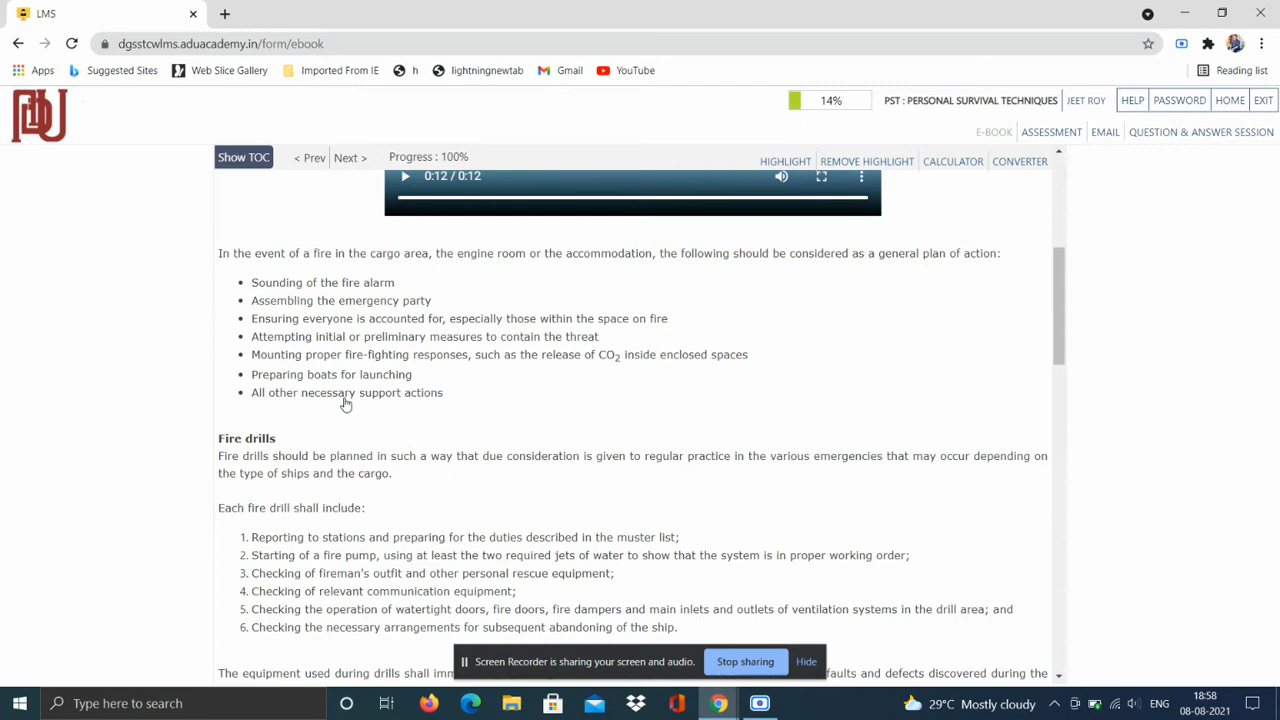 LMS
dgsstcwlms.aduacademy.in/form/ebook
Apps Suggested Sites Web Slice Gallery Imported From IE h lightningnewtab Gmail YouTube Reading list
14% PST : PERSONAL SURVIVAL TECHNIQUES JEET ROY HELP PASSWORD HOME EXIT
E-BOOK ASSESSMENT EMAIL QUESTION & ANSWER SESSION
Show TOC < Prev Next > Progress : 100% HIGHLIGHT REMOVE HIGHLIGHT CALCULATOR CONVERTER
0:12 / 0:12
In the event of a fire in the cargo area, the engine room or the accommodation, the following should be considered as a general plan of action:
• Sounding of the fire alarm
• Assembling the emergency party
• Ensuring everyone is accounted for, especially those within the space on fire
• Attempting initial or preliminary measures to contain the threat
• Mounting proper fire-fighting responses, such as the release of CO2 inside enclosed spaces
• Preparing boats for launching
• All other necessary support actions
Fire drills
Fire drills should be planned in such a way that due consideration is given to regular practice in the various emergencies that may occur depending on
the type of ships and the cargo.
Each fire drill shall include:
1. Reporting to stations and preparing for the duties described in the muster list;
2. Starting of a fire pump, using at least the two required jets of water to show that the system is in proper working order;
3. Checking of fireman's outfit and other personal rescue equipment;
4. Checking of relevant communication equipment;
5. Checking the operation of watertight doors, fire doors, fire dampers and main inlets and outlets of ventilation systems in the drill area; and
6. Checking the necessary arrangements for subsequent abandoning of the ship.
Screen Recorder is sharing your screen and audio. Stop sharing Hide
The equipment used during drills shall faults and defects discovered during the
Type here to search 29°C Mostly cloudy ENG 18:58
08-08-2021